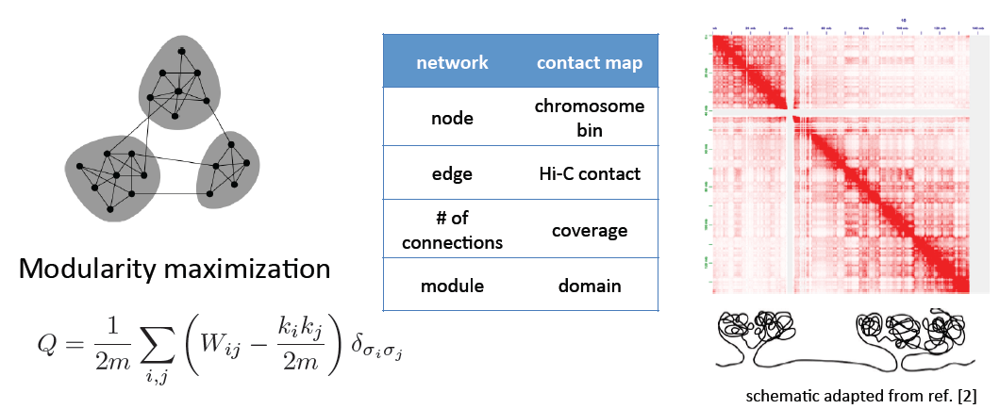 network contact map
node chromosome
bin
edge Hi-C contact
# of
connections coverage
module domain
Modularity maximization
Q = \frac{1}{2m} \sum_{i,j} \left( W_{ij} - \frac{k_i k_j}{2m} \right) \delta_{\sigma_i \sigma_j}
schematic adapted from ref. [2]